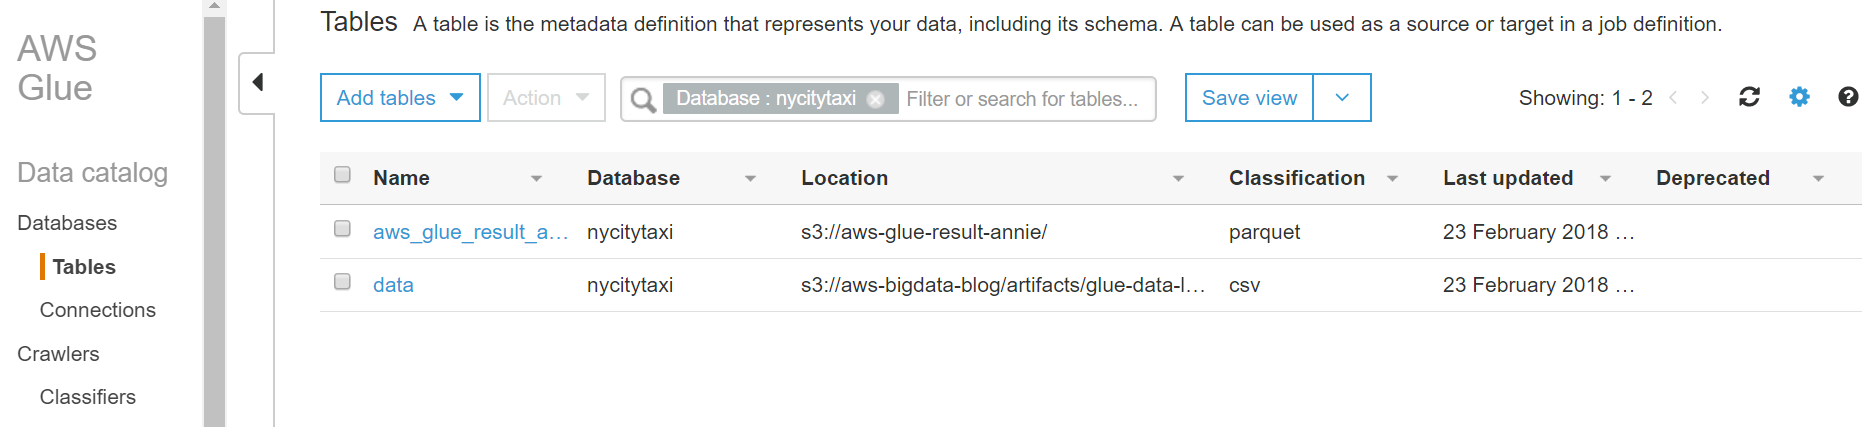 AWS
Glue
Data catalog
Databases
Tables
Connections
Crawlers
Classifiers
Tables A table is the metadata definition that represents your data, including its schema. A table can be used as a source or target in a job definition.
Add tables Action Database : nycitytaxi Filter or search for tables... Save view Showing: 1 - 2
Name Database Location Classification Last updated Deprecated
aws_glue_result_a... nycitytaxi s3://aws-glue-result-annie/ parquet 23 February 2018 ...
data nycitytaxi s3://aws-bigdata-blog/artifacts/glue-data-l... csv 23 February 2018 ...